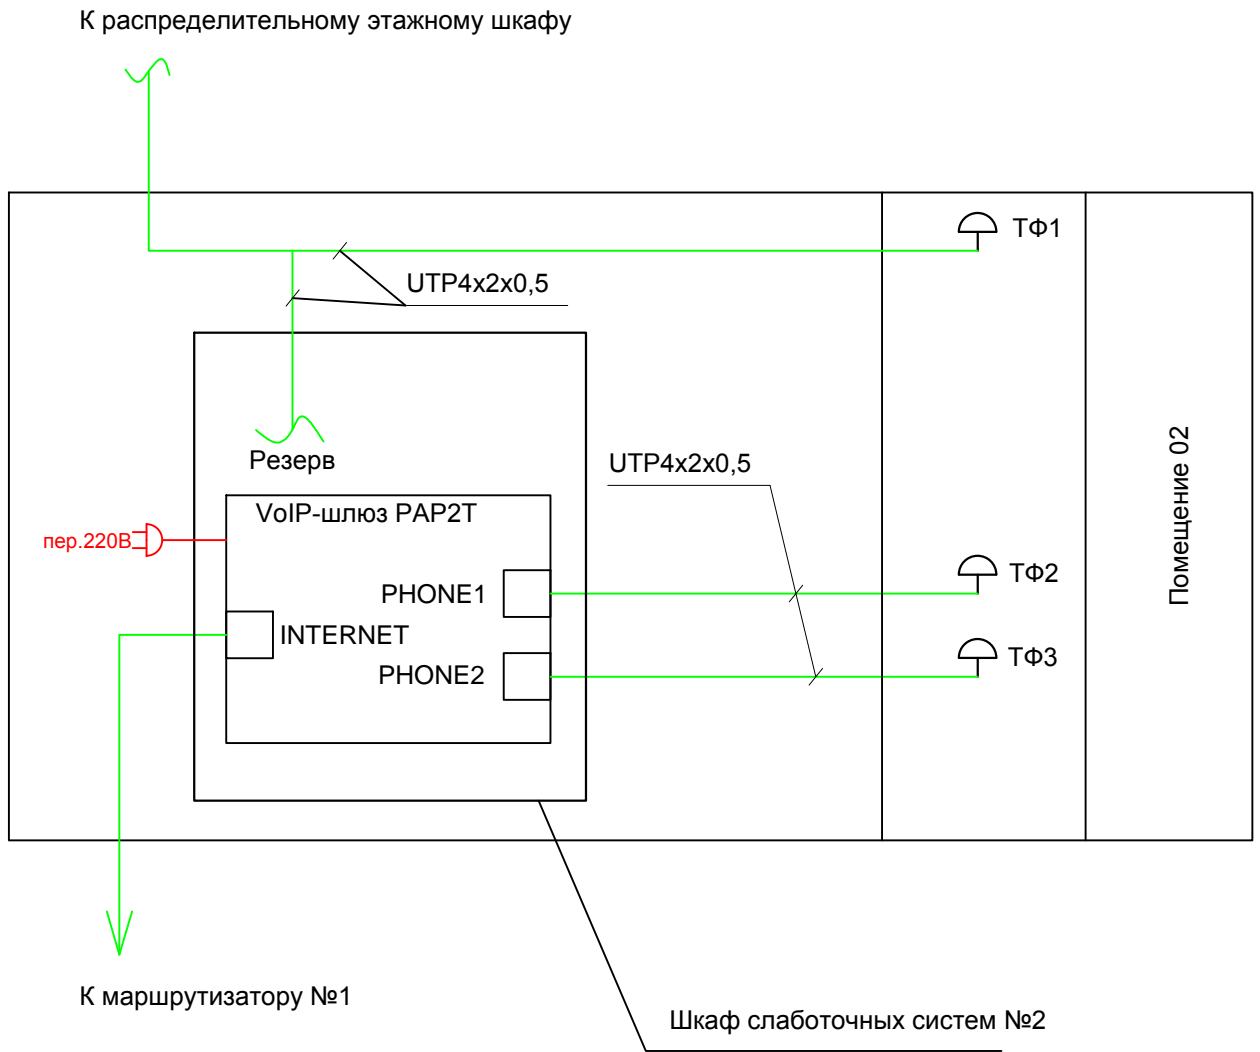 К распределительному этажному шкафу
ТФ1
UTP4x2x0,5
Резерв
UTP4x2x0,5
VoIP-шлюз PAP2T
пер.220В
PHONE1
ТФ2
INTERNET
PHONE2
ТФ3
Помещение 02
К маршрутизатору №1
Шкаф слаботочных систем №2